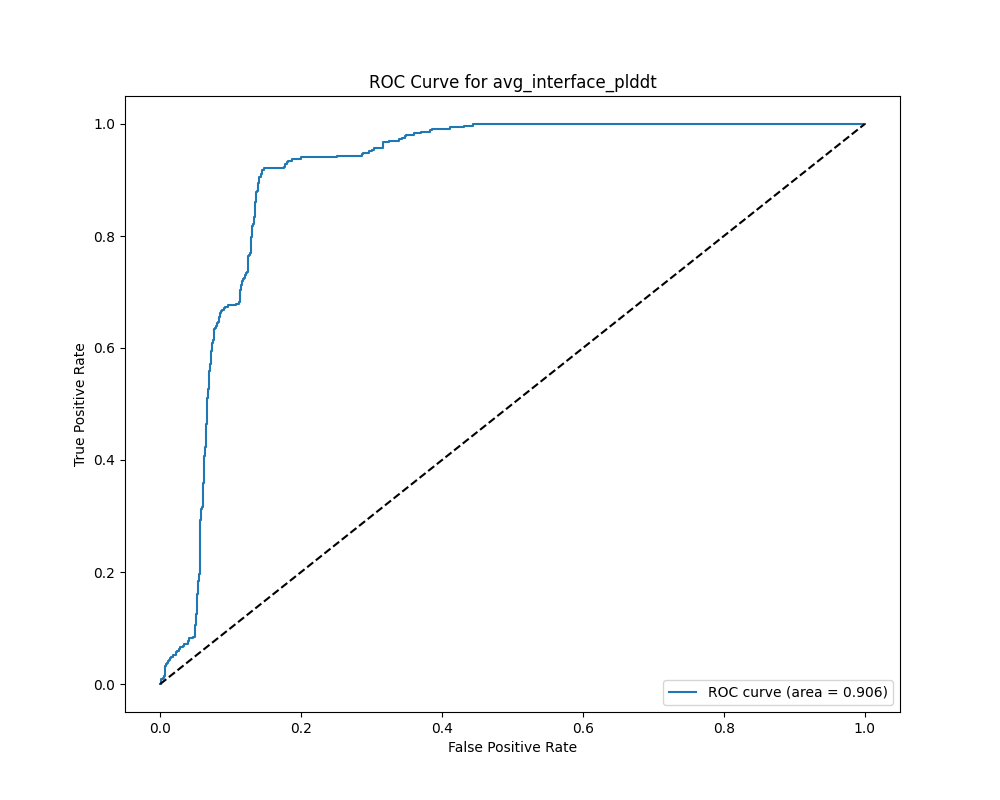 ROC Curve for avg_interface_plddt
True Positive Rate
1.0
0.8
0.6
0.4
0.2
0.0
ROC curve (area = 0.906)
0.0 0.2 0.4 0.6 0.8 1.0
False Positive Rate